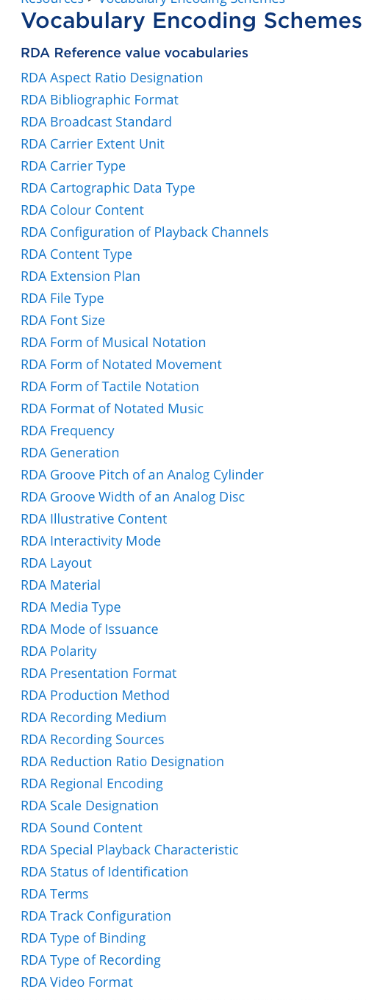 Resources > Vocabulary Encoding Schemes
Vocabulary Encoding Schemes
RDA Reference value vocabularies
RDA Aspect Ratio Designation
RDA Bibliographic Format
RDA Broadcast Standard
RDA Carrier Extent Unit
RDA Carrier Type
RDA Cartographic Data Type
RDA Colour Content
RDA Configuration of Playback Channels
RDA Content Type
RDA Extension Plan
RDA File Type
RDA Font Size
RDA Form of Musical Notation
RDA Form of Notated Movement
RDA Form of Tactile Notation
RDA Format of Notated Music
RDA Frequency
RDA Generation
RDA Groove Pitch of an Analog Cylinder
RDA Groove Width of an Analog Disc
RDA Illustrative Content
RDA Interactivity Mode
RDA Layout
RDA Material
RDA Media Type
RDA Mode of Issuance
RDA Polarity
RDA Presentation Format
RDA Production Method
RDA Recording Medium
RDA Recording Sources
RDA Reduction Ratio Designation
RDA Regional Encoding
RDA Scale Designation
RDA Sound Content
RDA Special Playback Characteristic
RDA Status of Identification
RDA Terms
RDA Track Configuration
RDA Type of Binding
RDA Type of Recording
RDA Video Format